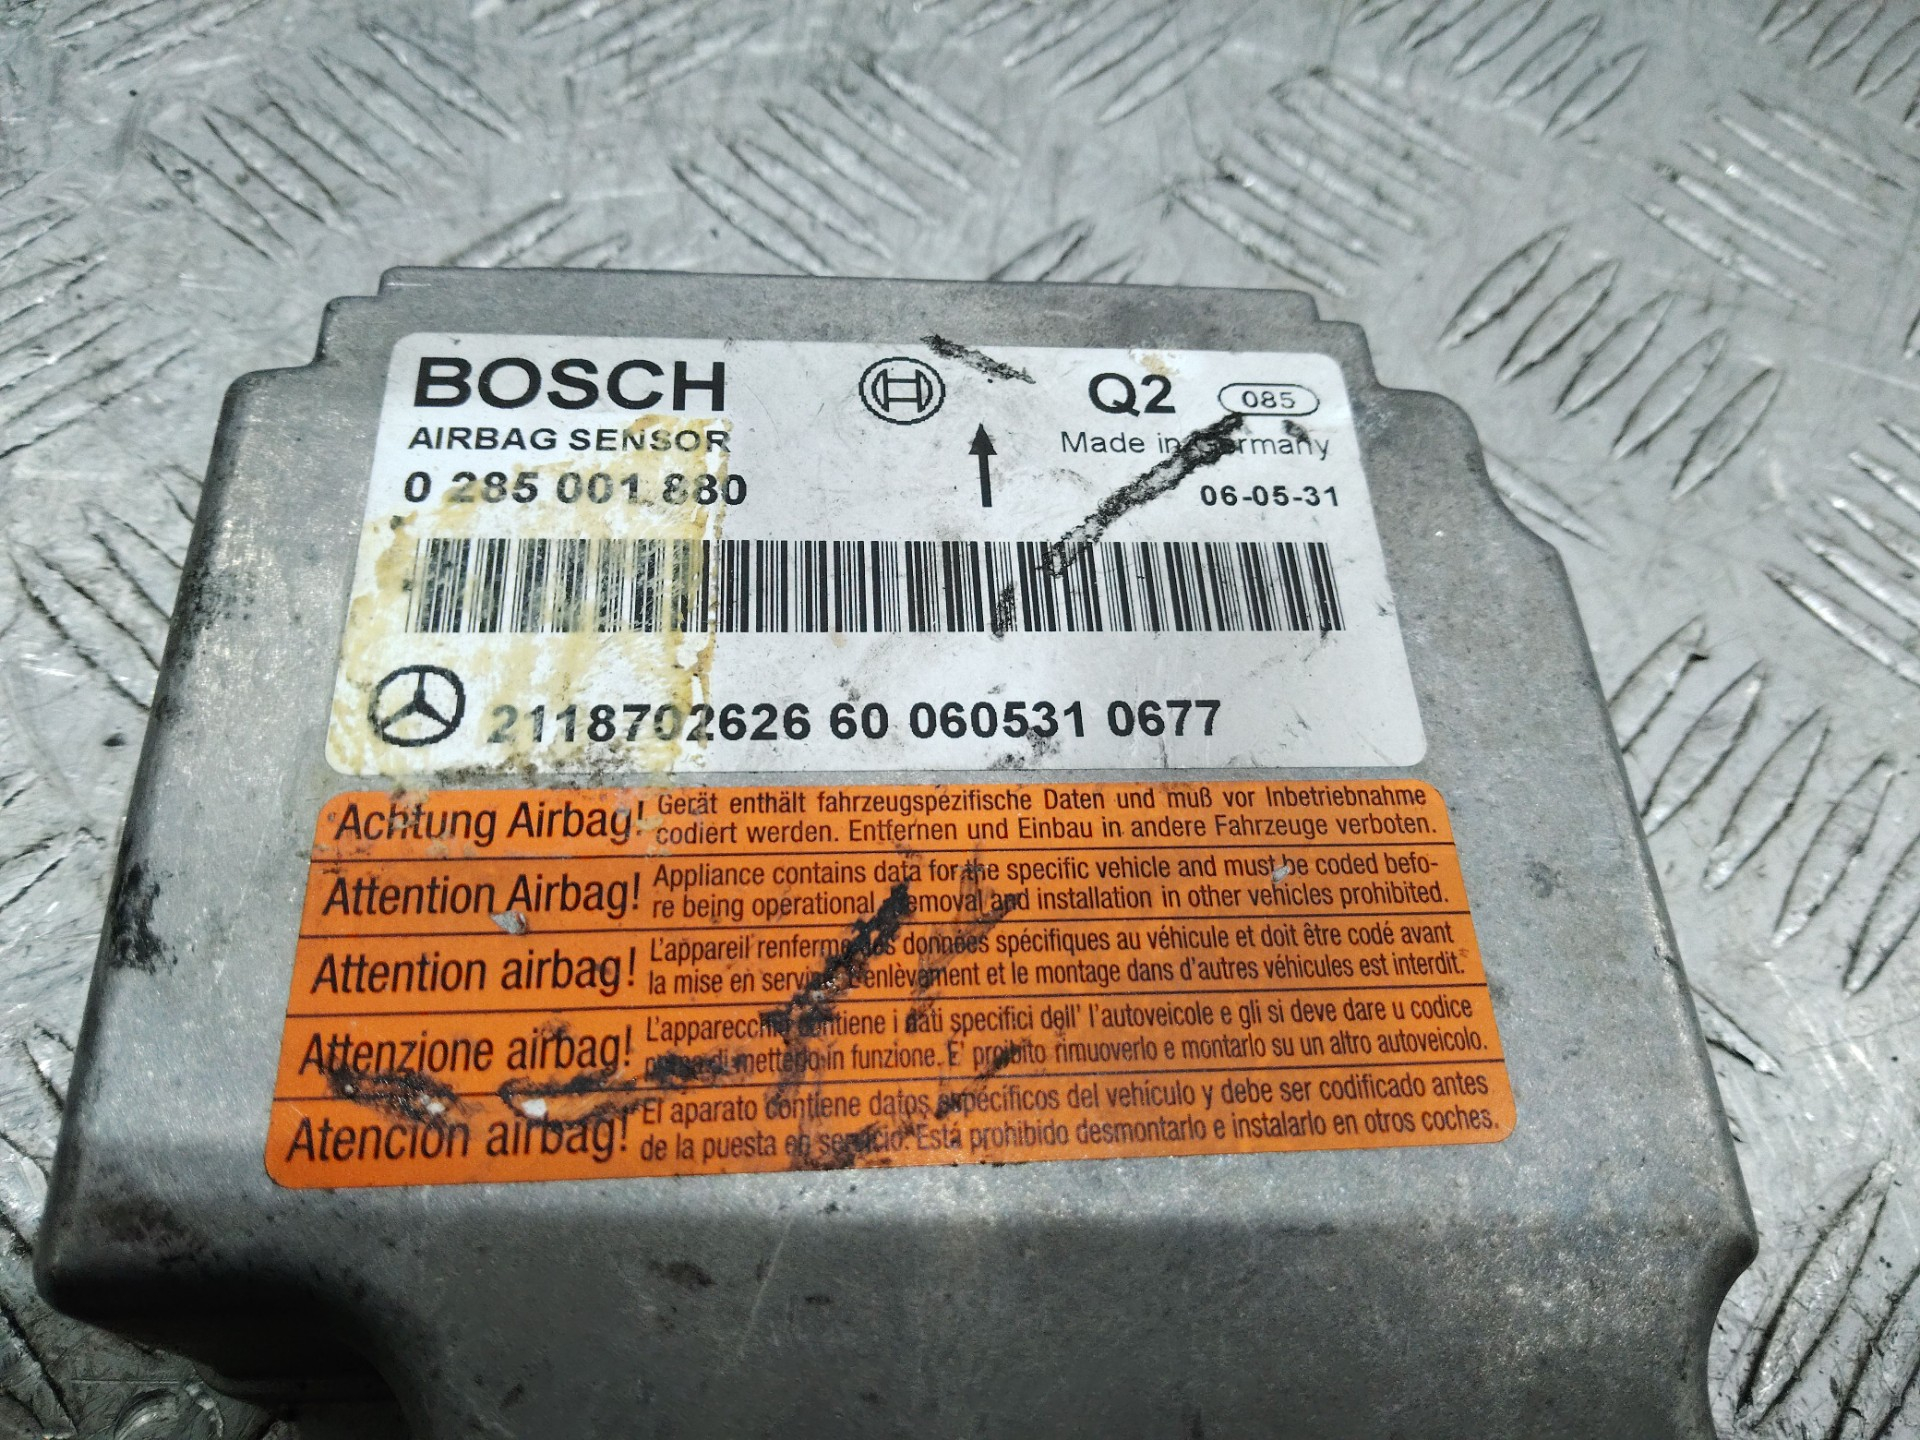 BOSCH
Q2 085
AIRBAG SENSOR
Made in Germany
0 285 001 880
06-05-31
2118702626 60 060531 0677
Achtung Airbag! Gerät enthält fahrzeugspezifische Daten und muß vor Inbetriebnahme
codiert werden. Entfernen und Einbau in andere Fahrzeuge verboten.
Attention Airbag! Appliance contains data for the specific vehicle and must be coded befo-
re being operational removal and installation in other vehicles prohibited.
Attention airbag! L'appareil renferme des données spécifiques au véhicule et doit être codé avant
la mise en service. L'enlèvement et le montage dans d'autres véhicules est interdit.
Attenzione airbag! L'apparecchio contiene i dati specifici dell' l'autoveicole e gli si deve dare u codice
prima di metterlo in funzione. E' proibito rimuoverlo e montarlo su un altro autoveicolo.
Atención airbag! El aparato contiene datos específicos del vehículo y debe ser codificado antes
de la puesta en servicio. Está prohibido desmontarlo e instalarlo en otros coches.